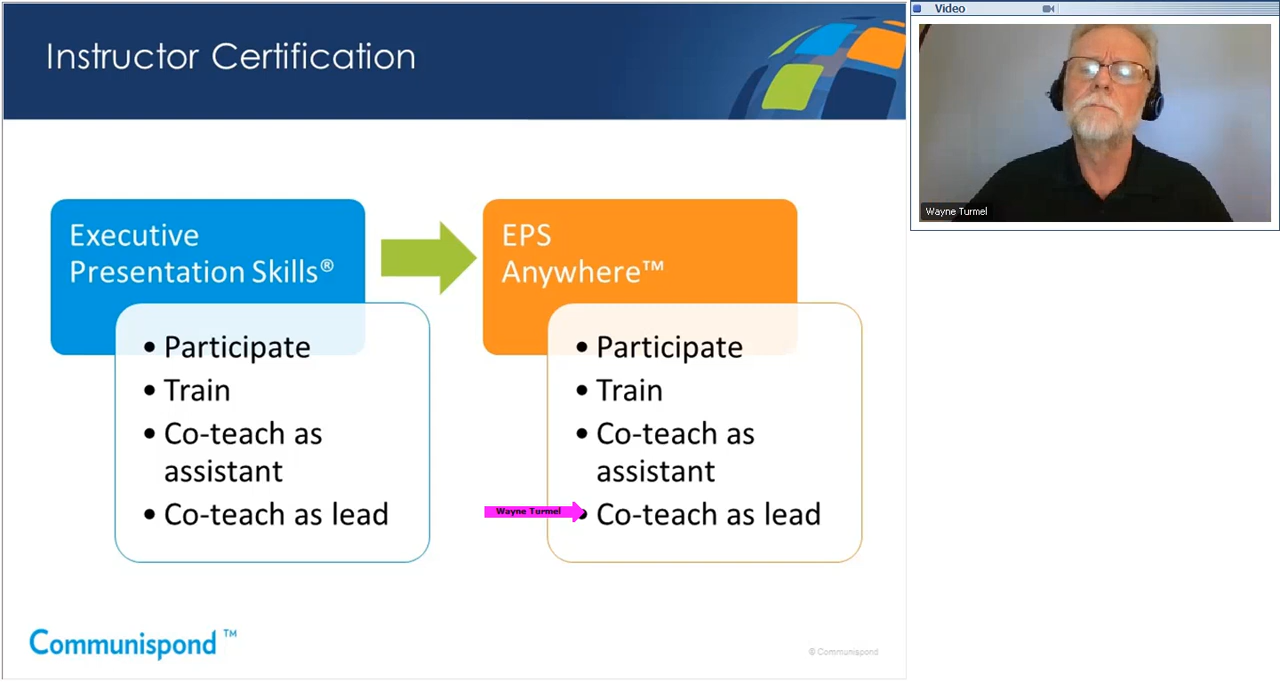 Instructor Certification
Executive
Presentation Skills®
• Participate
• Train
• Co-teach as
assistant
• Co-teach as lead
EPS
Anywhere™
• Participate
• Train
• Co-teach as
assistant
Wayne Turmel
• Co-teach as lead
Communispond™
© Communispond
Video
Wayne Turmel